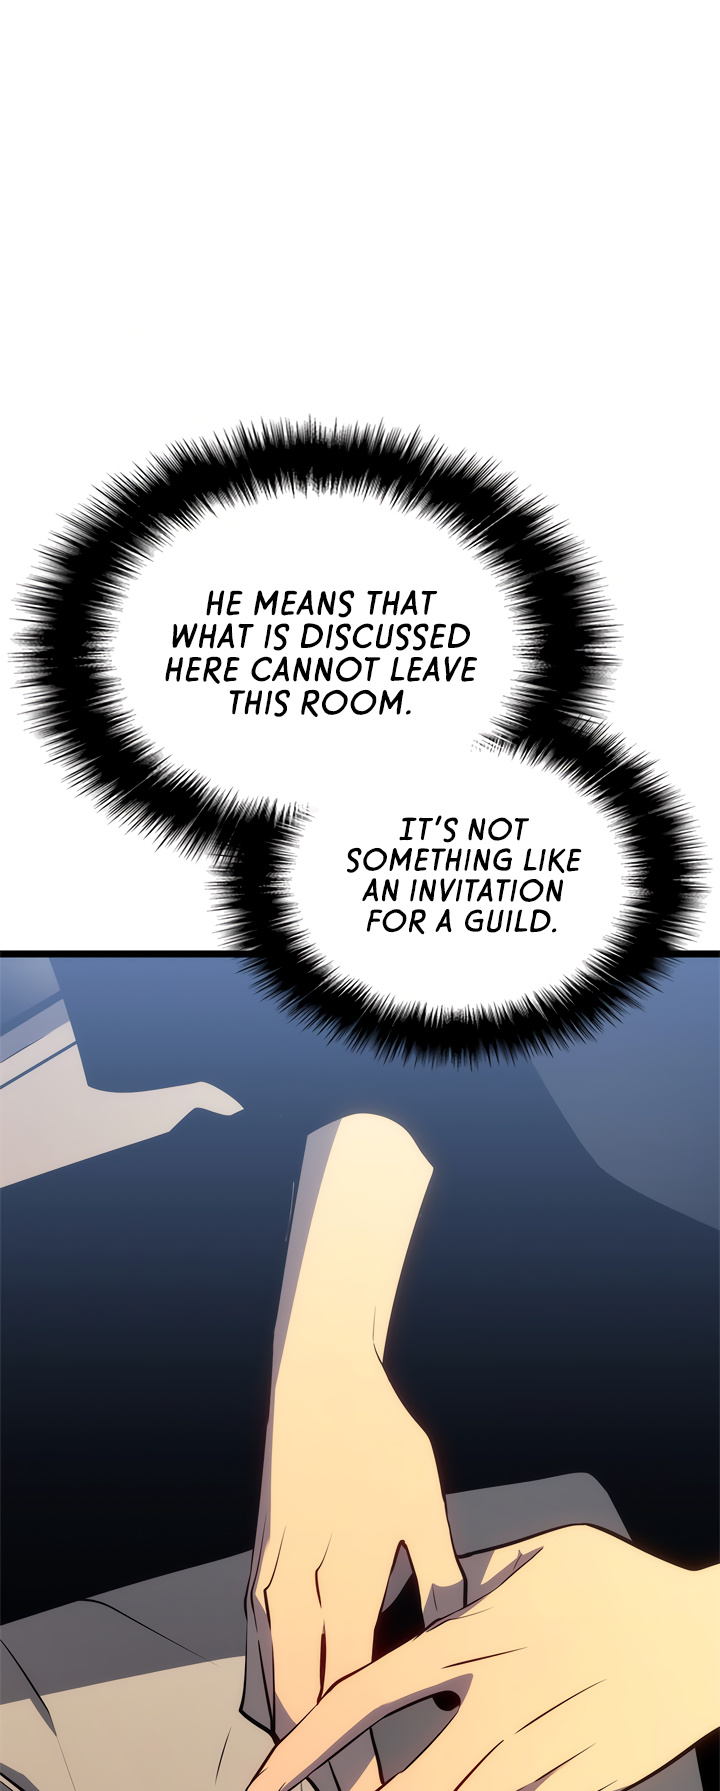 HE MEANS THAT
WHAT IS DISCUSSED
HERE CANNOT LEAVE
THIS ROOM.
IT'S NOT
SOMETHING LIKE
AN INVITATION
FOR A GUILD.